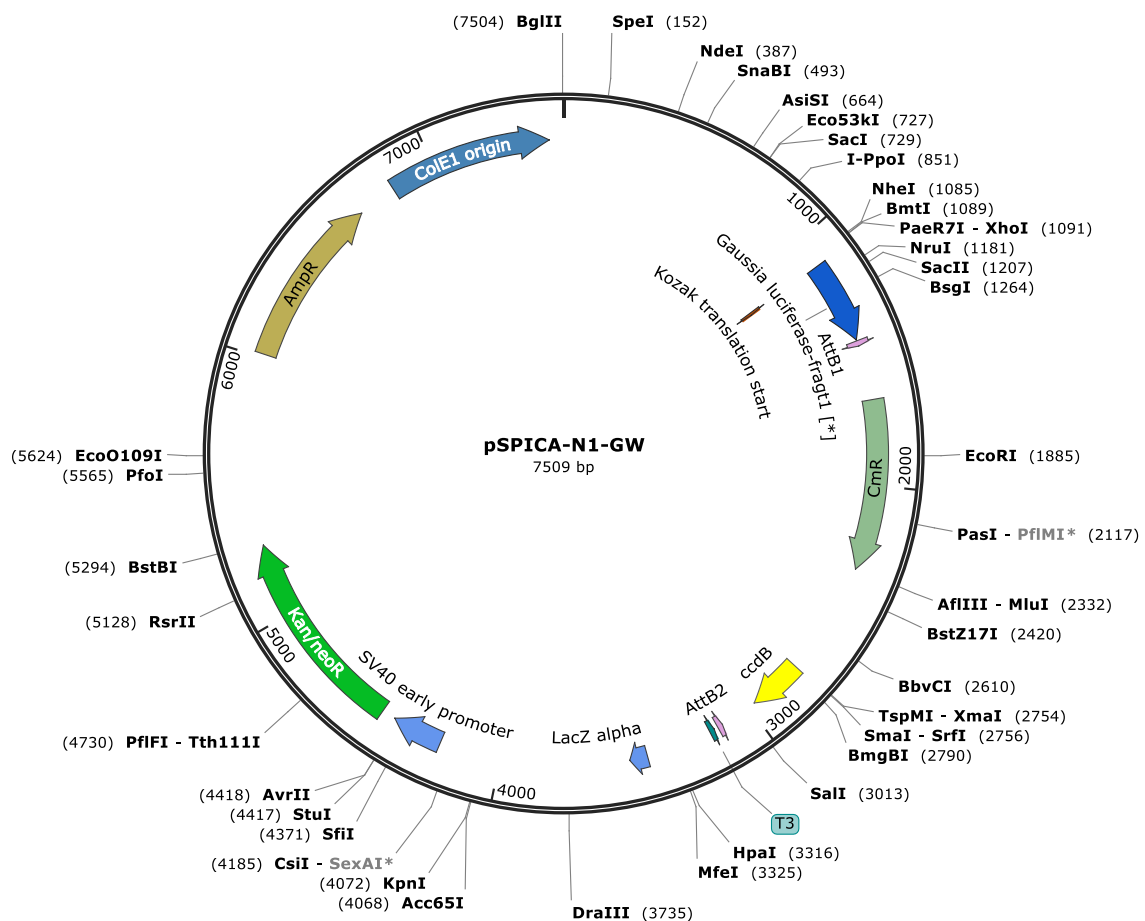 (7504) BglII
SpeI (152)
NdeI (387)
SnaBI (493)
AsiSI (664)
Eco53kI (727)
SacI (729)
I-PpoI (851)
NheI (1085)
BmtI (1089)
PaeR7I - XhoI (1091)
NruI (1181)
SacII (1207)
BsgI (1264)
EcoRI (1885)
PasI - PflMI* (2117)
AflIII - MluI (2332)
BstZ17I (2420)
BbvCI (2610)
TspMI - XmaI (2754)
SmaI - SrfI (2756)
BmgBI (2790)
SalI (3013)
T3
HpaI (3316)
MfeI (3325)
DraIII (3735)
(4068) Acc65I
(4072) KpnI
(4185) CsiI - SexAI*
(4371) SfiI
(4417) StuI
(4418) AvrII
(4730) PflFI - Tth111I
(5128) RsrII
(5294) BstBI
(5565) PfoI
(5624) EcoO109I
1000
2000
3000
4000
5000
6000
7000
ColE1 origin
AmpR
Kozak translation start
Gaussia luciferase-fragt1 [*]
AttB1
CmR
ccdB
AttB2
LacZ alpha
SV40 early promoter
Kan/neoR
pSPICA-N1-GW
7509 bp